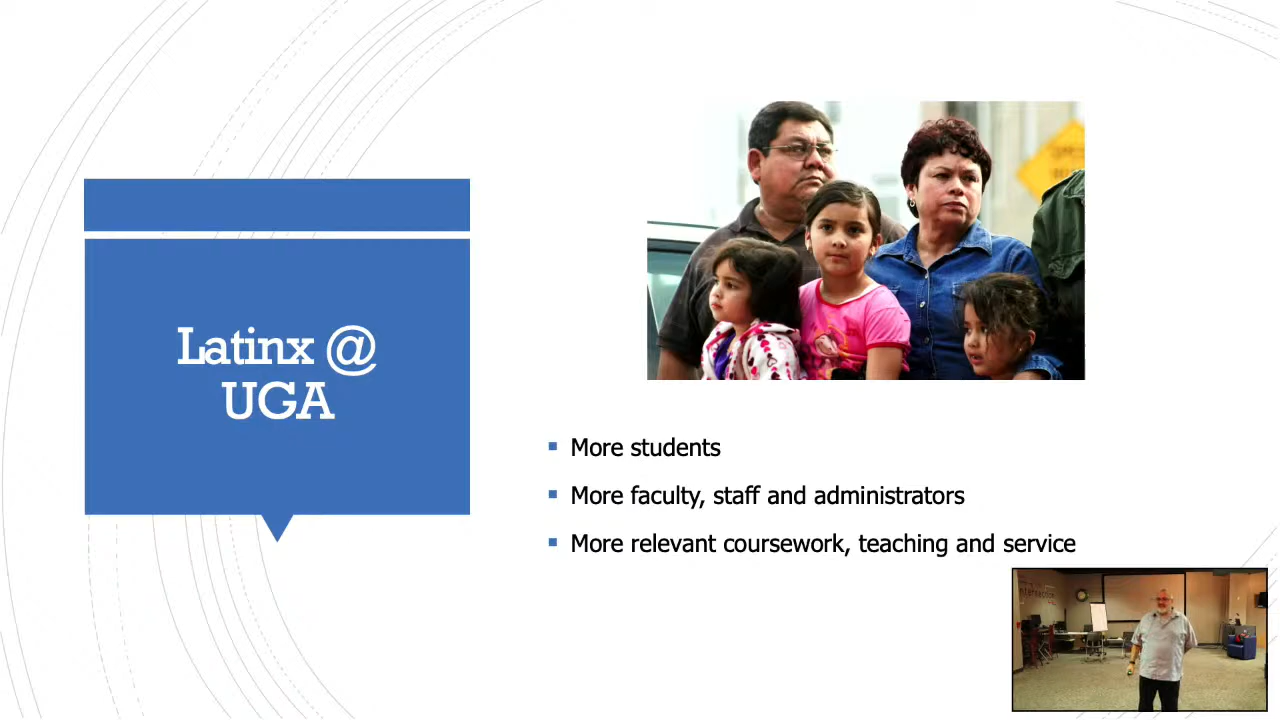 Latinx @
UGA
More students
More faculty, staff and administrators
More relevant coursework, teaching and service